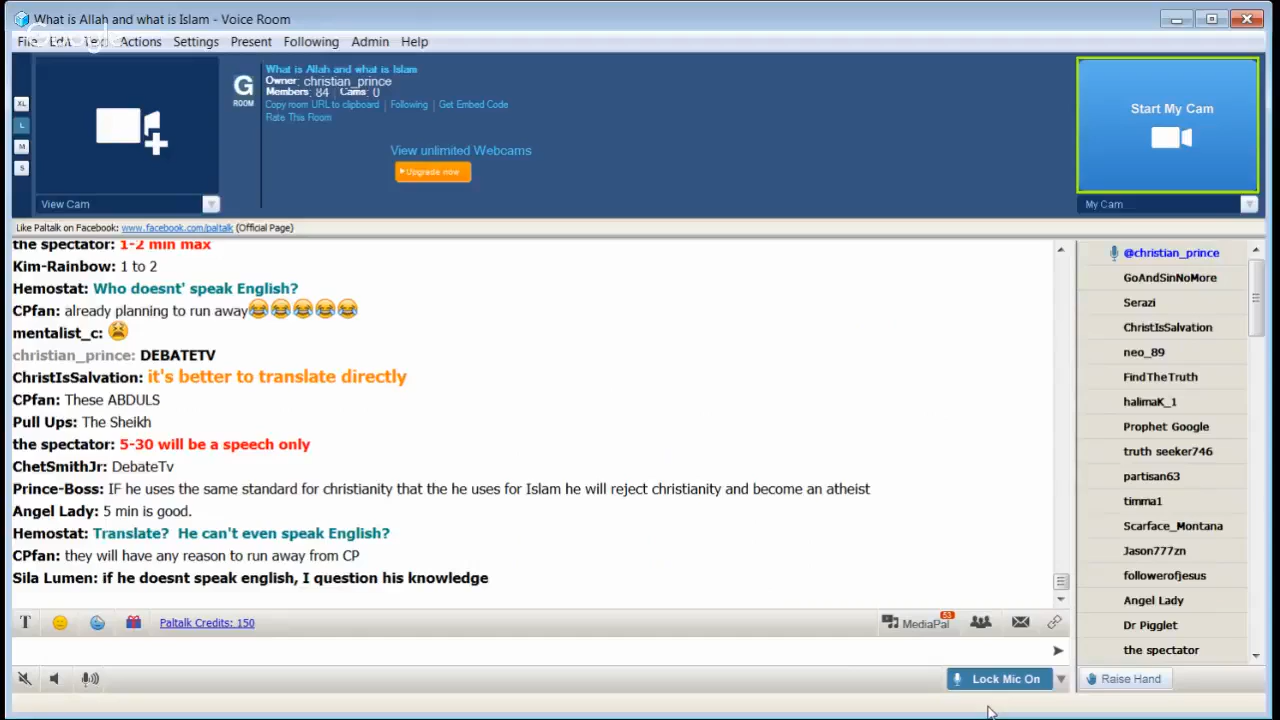 What is Allah and what is Islam - Voice Room
Google
File Edit Text Actions Settings Present Following Admin Help
XL
L
M
S
View Cam
G
ROOM
What is Allah and what is Islam
Owner: christian_prince
Members: 84 Cams: 0
Copy room URL to clipboard | Following | Get Embed Code
Rate This Room
View unlimited Webcams
Upgrade now
Start My Cam
My Cam
Like Paltalk on Facebook: www.facebook.com/paltalk (Official Page)
the spectator: 1-2 min max
Kim-Rainbow: 1 to 2
Hemostat: Who doesnt' speak English?
CPfan: already planning to run away😂😂😂😂😂
mentalist_c: 😫
christian_prince: DEBATETV
ChristIsSalvation: it's better to translate directly
CPfan: These ABDULS
Pull Ups: The Sheikh
the spectator: 5-30 will be a speech only
ChetSmithJr: DebateTv
Prince-Boss: IF he uses the same standard for christianity that the he uses for Islam he will reject christianity and become an atheist
Angel Lady: 5 min is good.
Hemostat: Translate? He can't even speak English?
CPfan: they will have any reason to run away from CP
Sila Lumen: if he doesnt speak english, I question his knowledge
@christian_prince
GoAndSinNoMore
Serazi
ChristIsSalvation
neo_89
FindTheTruth
halimaK_1
Prophet Google
truth seeker746
partisan63
timma1
Scarface_Montana
Jason777zn
followerofjesus
Angel Lady
Dr Pigglet
the spectator
T
Paltalk Credits: 150
MediaPal
53
Lock Mic On
Raise Hand